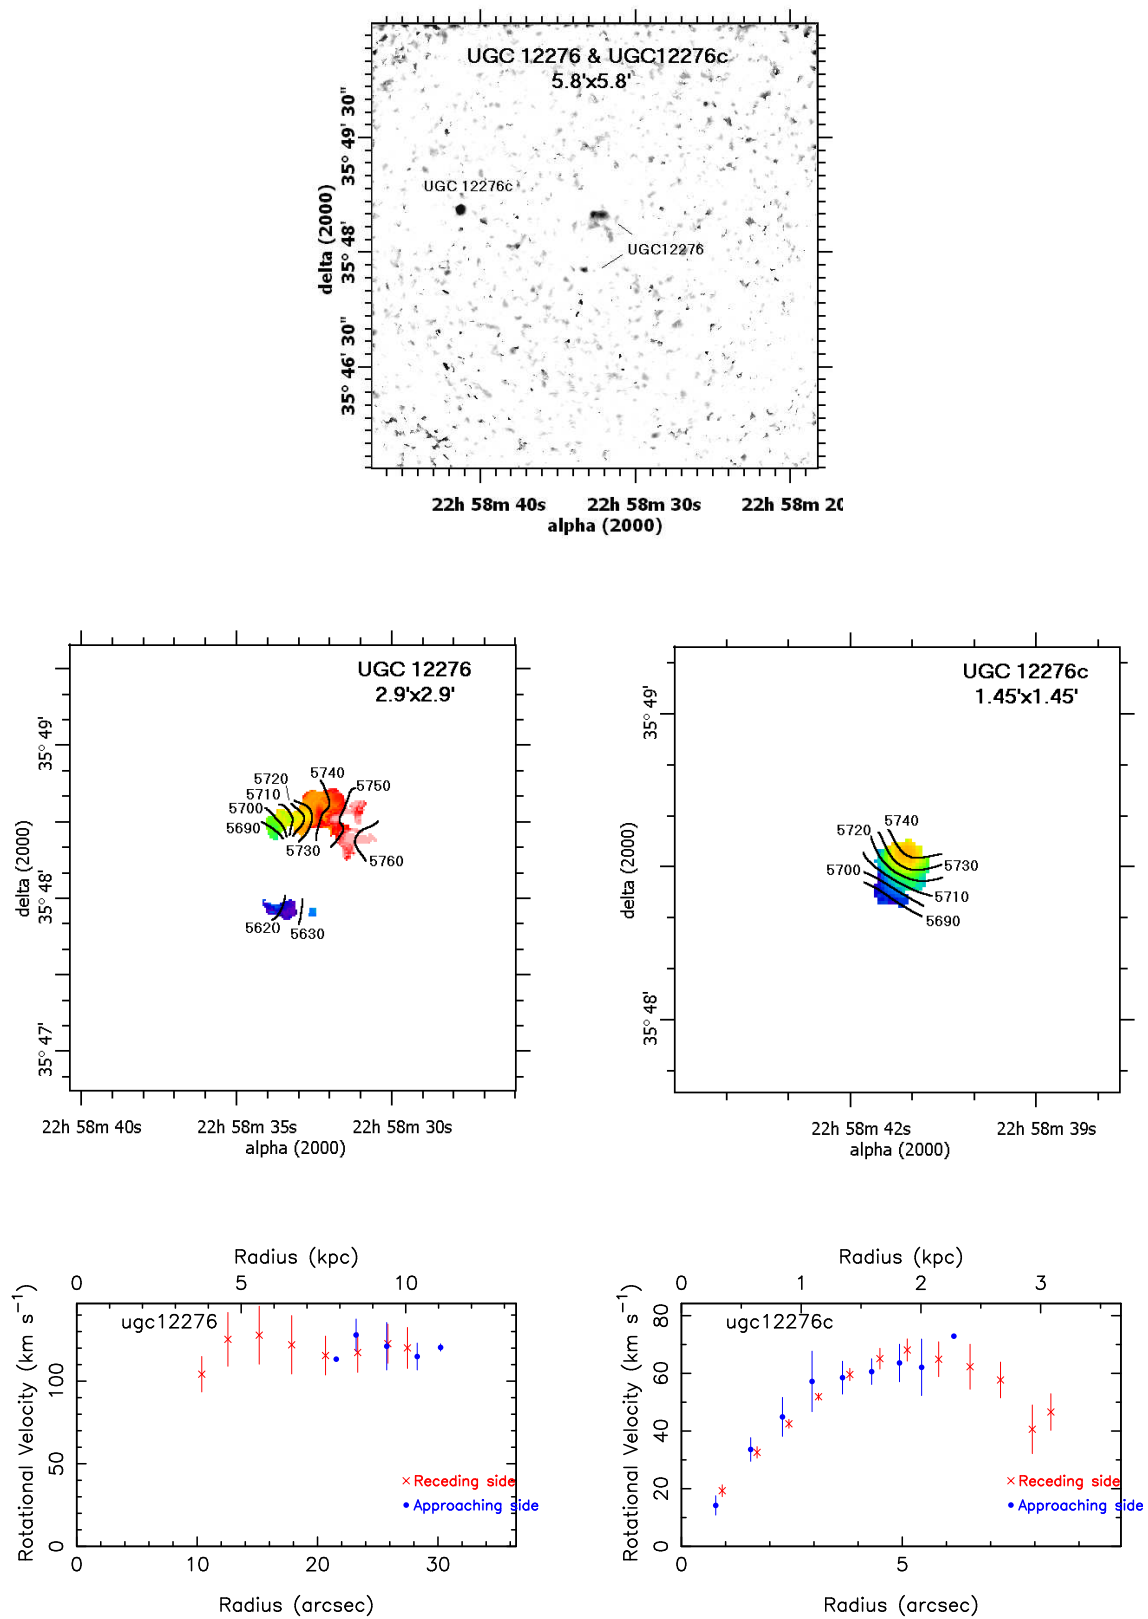 UGC 12276 & UGC12276c
5.8'x5.8'
UGC 12276c
UGC12276
35° 49' 30"
35° 48'
35° 46' 30"
delta (2000)
22h 58m 40s 22h 58m 30s 22h 58m 20
alpha (2000)
UGC 12276
2.9'x2.9'
5740
5720
5750
5710
5700
5690
5730
5760
5620
5630
35° 49'
35° 48'
35° 47'
delta (2000)
22h 58m 40s 22h 58m 35s 22h 58m 30s
alpha (2000)
UGC 12276c
1.45'x1.45'
5740
5720
5730
5700
5710
5690
35° 49'
35° 48'
delta (2000)
22h 58m 42s 22h 58m 39s
alpha (2000)
Radius (kpc)
0 5 10
ugc12276
100
50
0
Rotational Velocity (km s⁻¹)
Receding side
Approaching side
0 10 20 30
Radius (arcsec)
Radius (kpc)
0 1 2 3
ugc12276c
80
60
40
20
0
Rotational Velocity (km s⁻¹)
Receding side
Approaching side
0 5
Radius (arcsec)